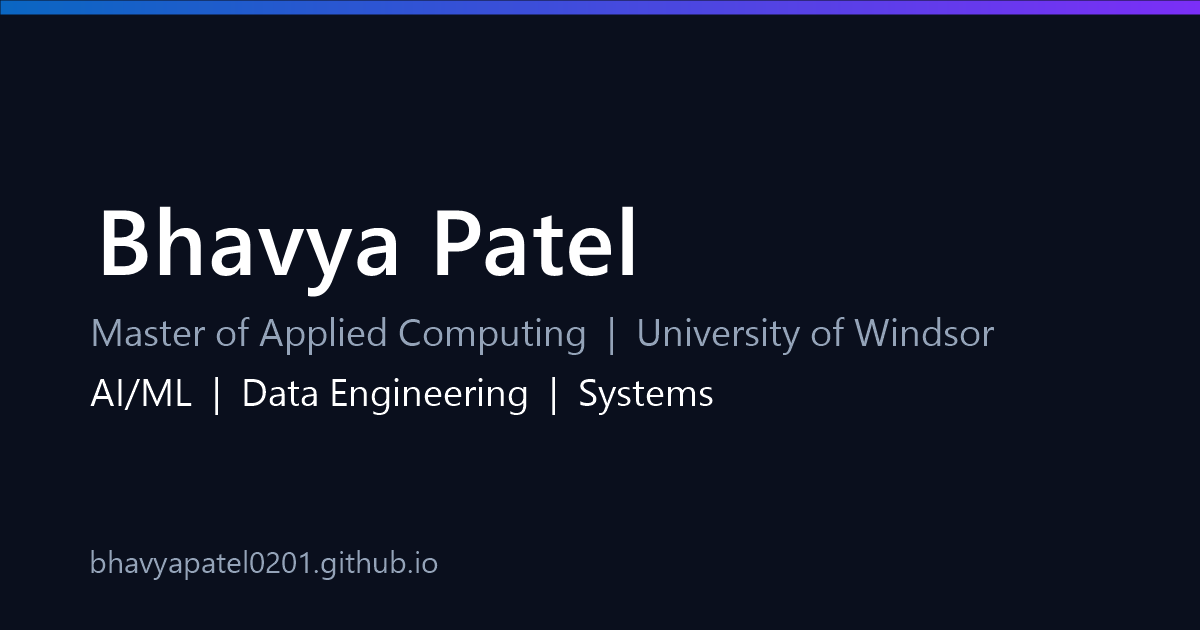 Bhavya Patel
Master of Applied Computing | University of Windsor
AI/ML | Data Engineering | Systems
bhavyapatel0201.github.io